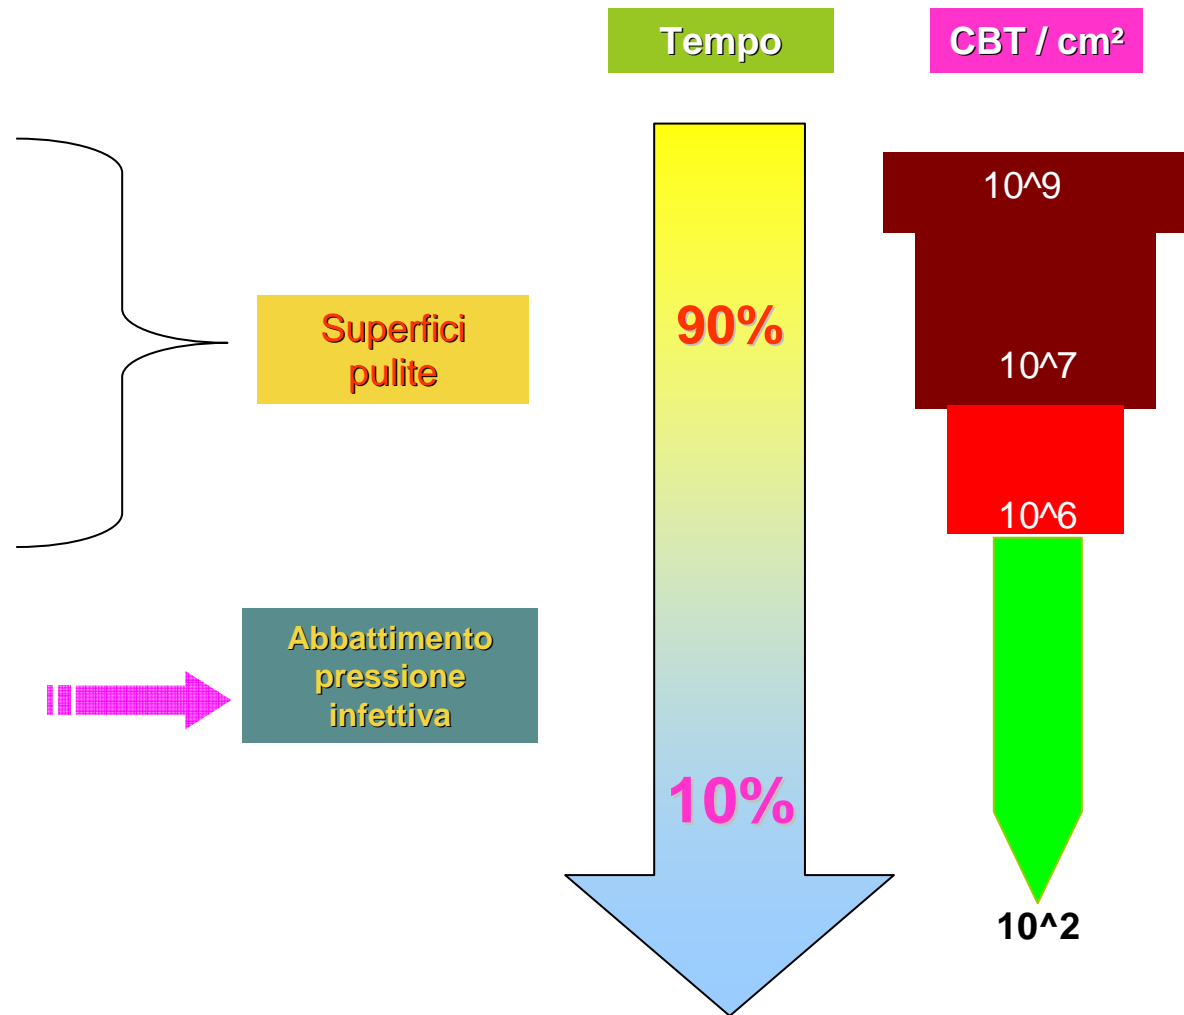 Tempo
CBT / cm²
10^9
Superfici
pulite
90%
10^7
10^6
Abbattimento
pressione
infettiva
10%
10^2